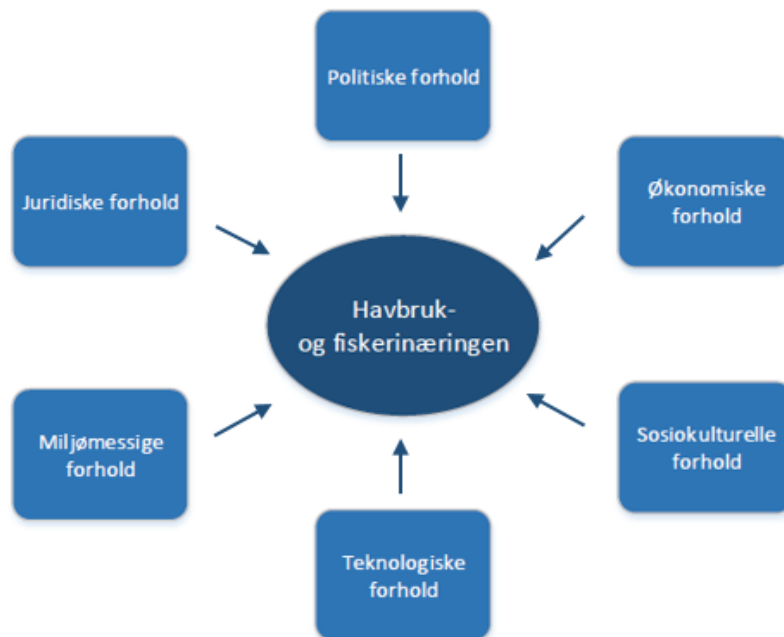 Politiske forhold
Juridiske forhold
Økonomiske
forhold
Havbruk-
og fiskerinæringen
Miljømessige
forhold
Sosiokulturelle
forhold
Teknologiske
forhold